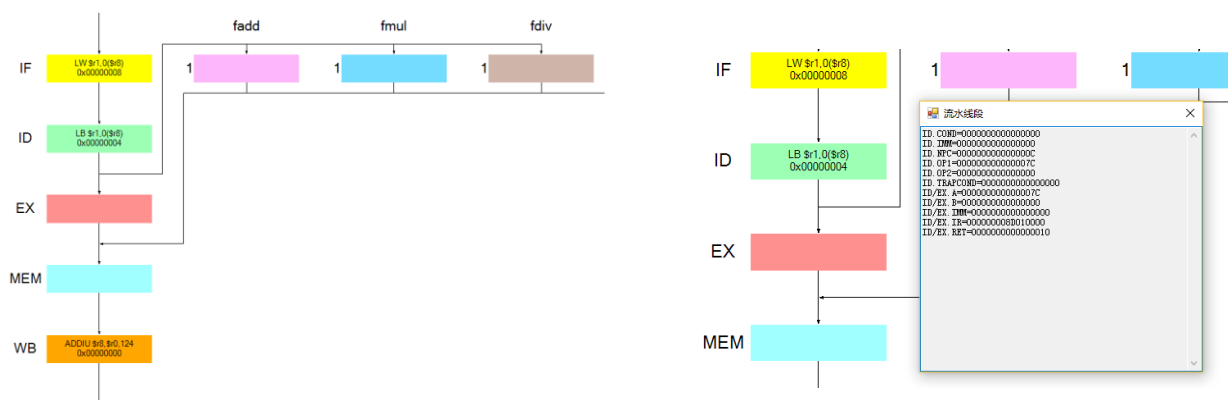 fadd
fmul
fdiv
IF
LW $r1,0($r8)
0x00000008
1
1
1
ID
LB $r1,0($r8)
0x00000004
EX
MEM
WB
ADDIU $r8,$r0,124
0x00000000
IF
LW $r1,0($r8)
0x00000008
1
1
ID
LB $r1,0($r8)
0x00000004
EX
MEM
流水线段
ID.COND=0000000000000000
ID.IMM=0000000000000000
ID.NPC=000000000000000C
ID.OP1=000000000000007C
ID.OP2=0000000000000000
ID.TRAPCOND=0000000000000000
ID/EX.A=000000000000007C
ID/EX.B=0000000000000000
ID/EX.IMM=0000000000000000
ID/EX.IR=000000008D010000
ID/EX.RET=0000000000000010